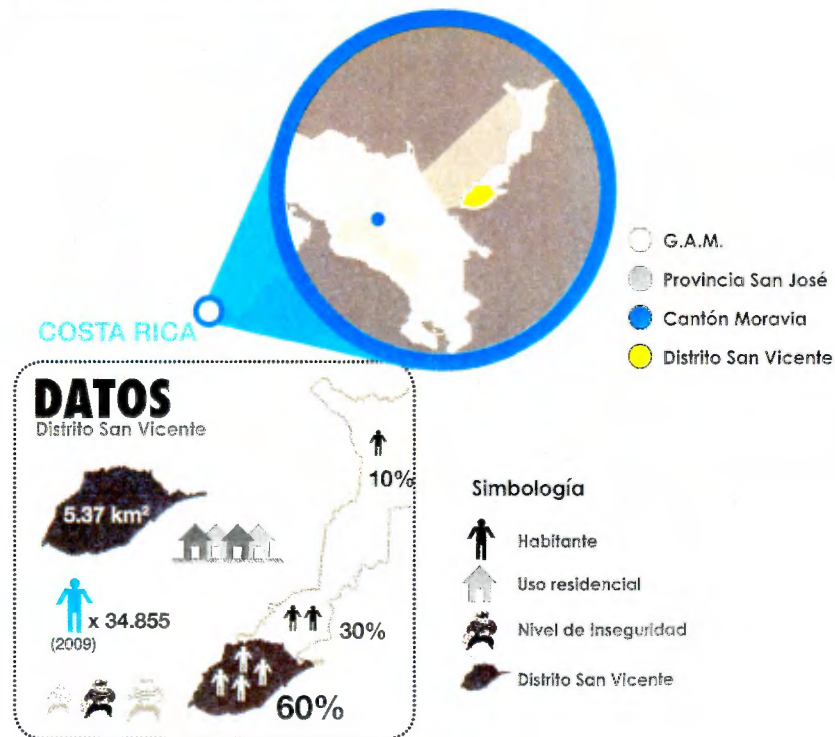 G.A.M.
Provincia San José
Cantón Moravia
Distrito San Vicente
COSTA RICA
DATOS
Distrito San Vicente
5.37 km²
x 34.855
(2009)
10%
30%
60%
Simbología
Habitante
Uso residencial
Nivel de Inseguridad
Distrito San Vicente